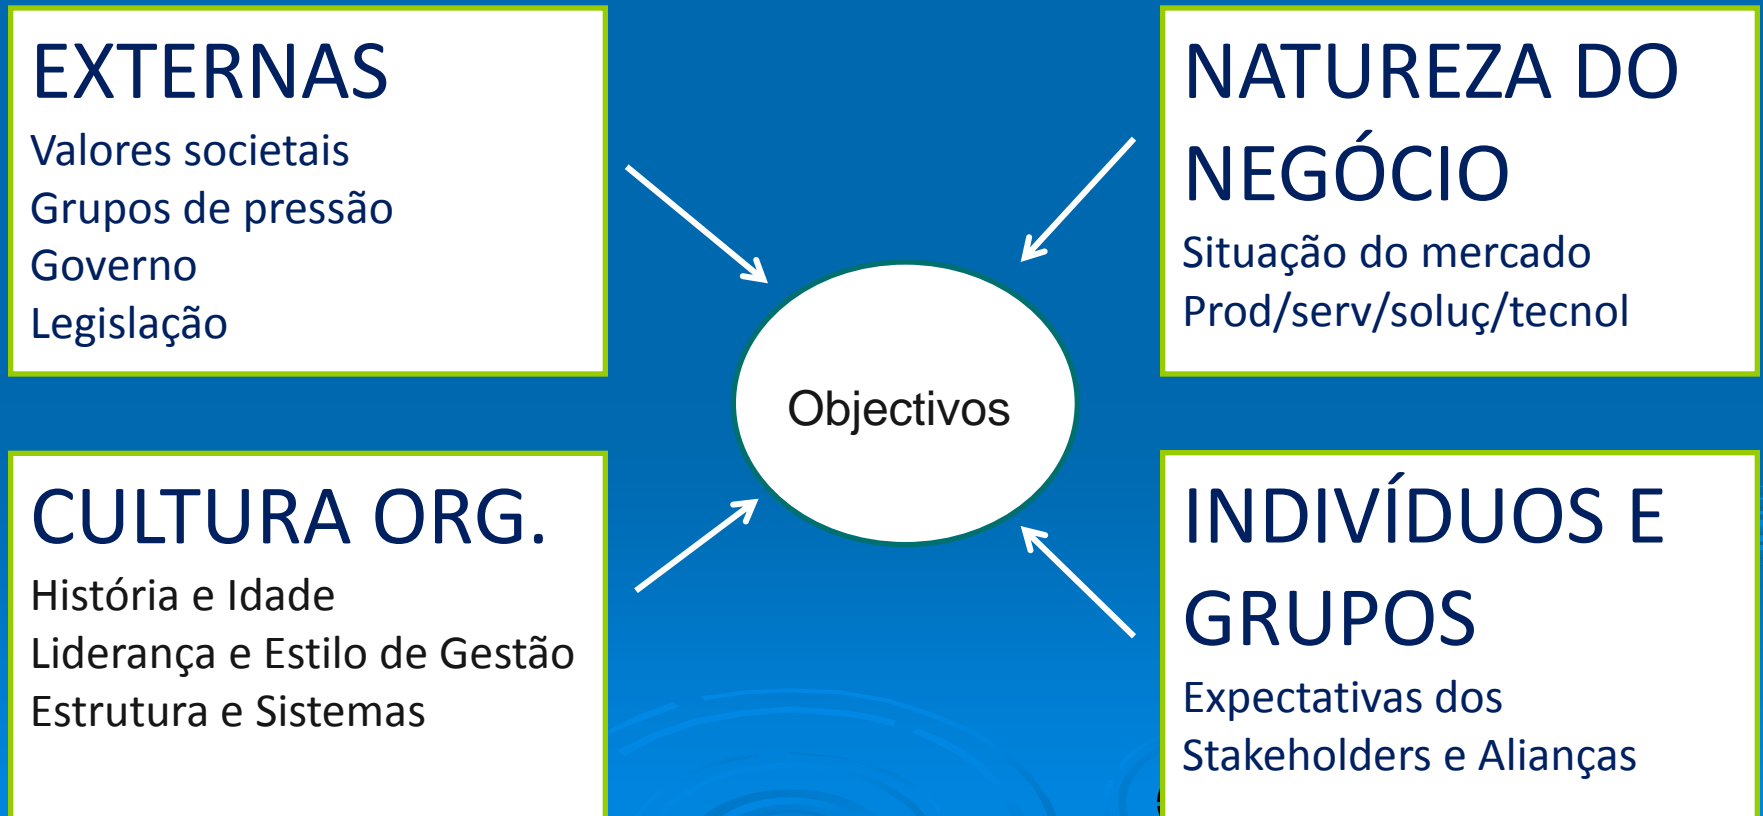 EXTERNAS
Valores societais
Grupos de pressão
Governo
Legislação
NATUREZA DO
NEGÓCIO
Situação do mercado
Prod/serv/soluç/tecnol
Objectivos
CULTURA ORG.
História e Idade
Liderança e Estilo de Gestão
Estrutura e Sistemas
INDIVÍDUOS E
GRUPOS
Expectativas dos
Stakeholders e Alianças